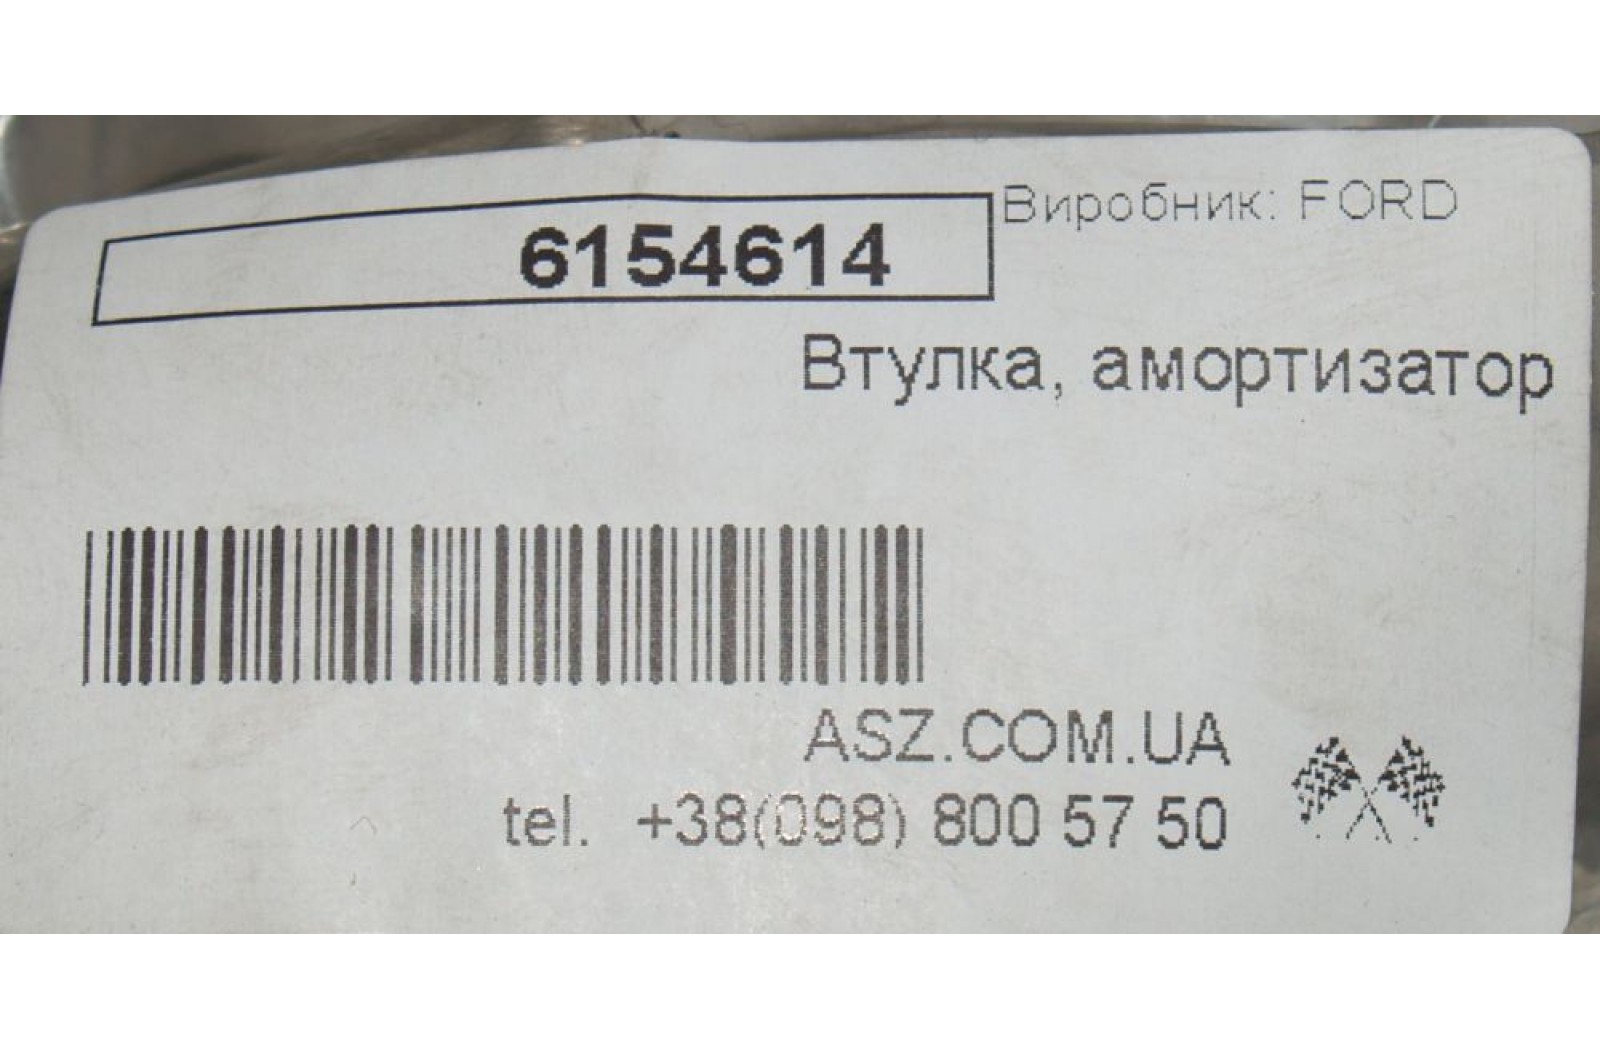 6154614
Виробник: FORD
Втулка, амортизатор
ASZ.COM.UA
tel. +38(098) 800 57 50